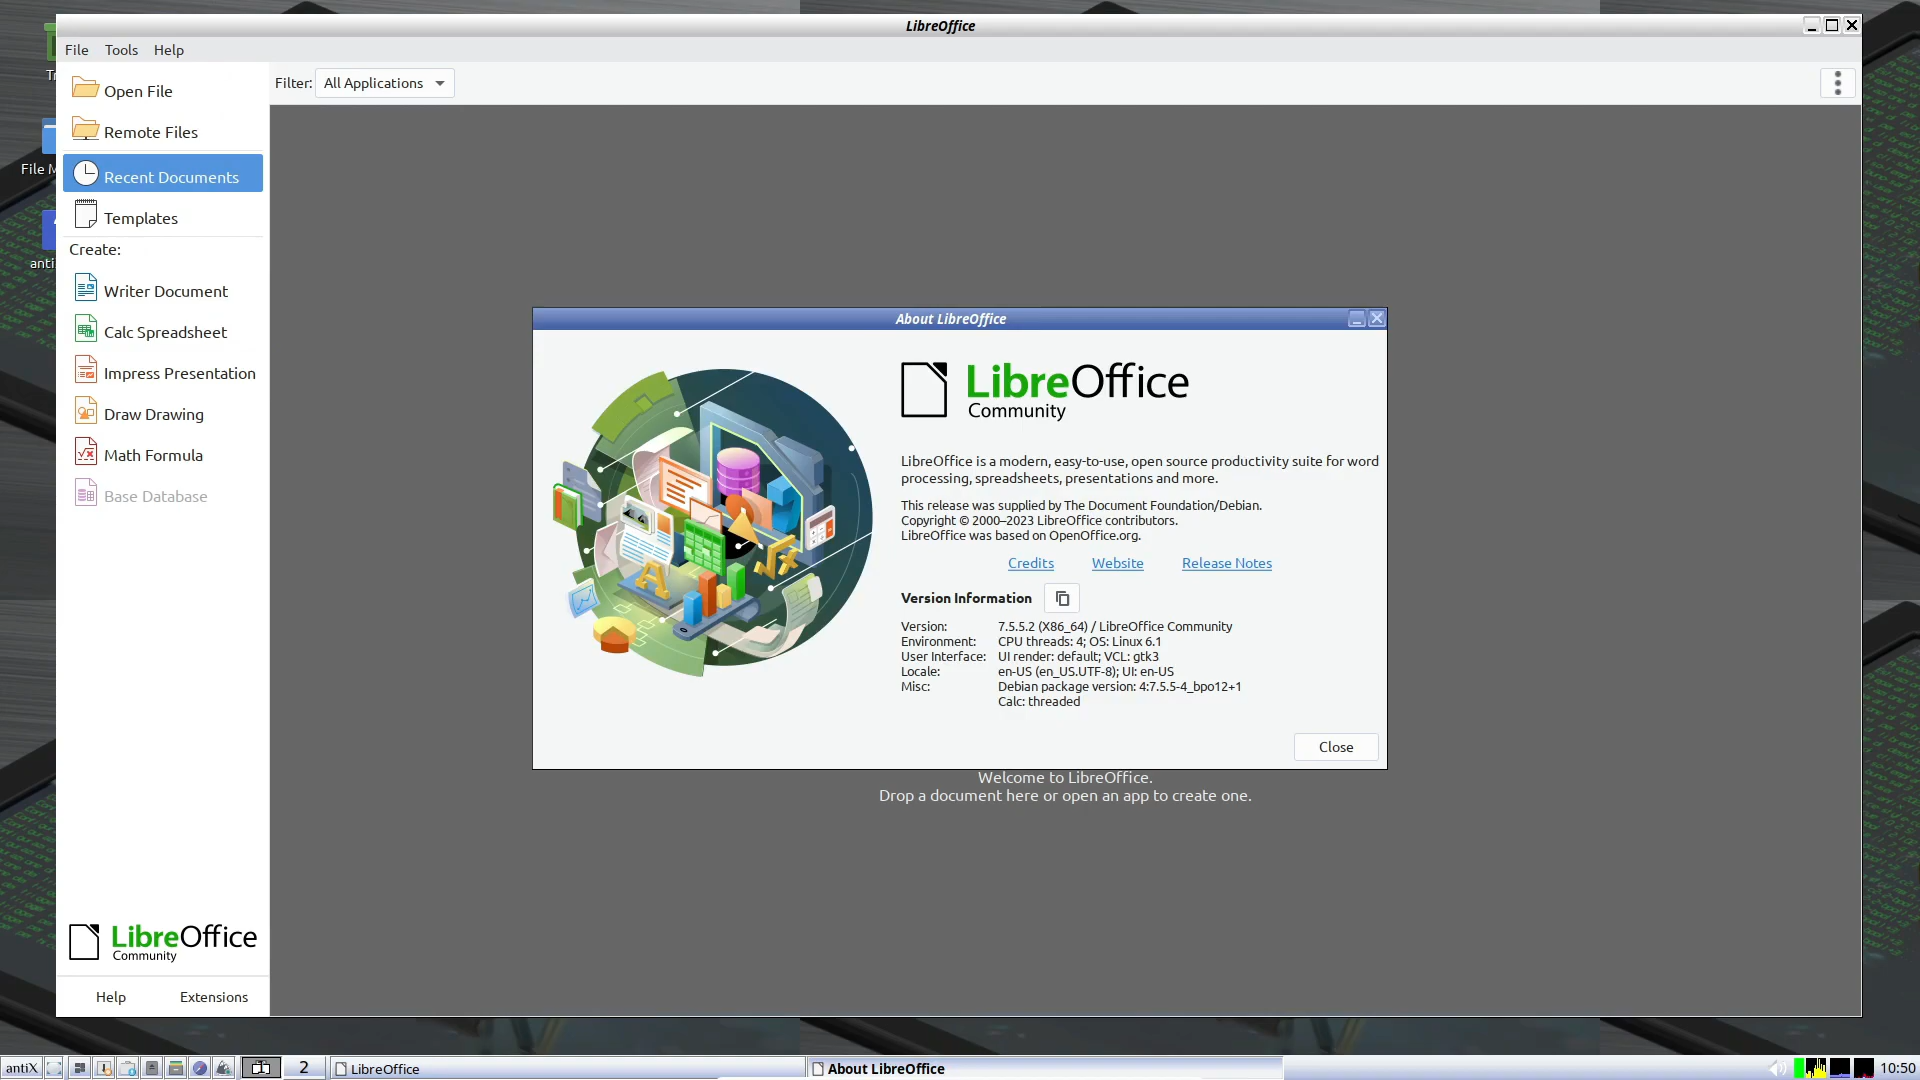 LibreOffice
File Tools Help
Open File
Remote Files
Recent Documents
Templates
Create:
Writer Document
Calc Spreadsheet
Impress Presentation
Draw Drawing
Math Formula
Base Database
LibreOffice
Community
Help Extensions
Filter: All Applications
About LibreOffice
LibreOffice
Community
LibreOffice is a modern, easy-to-use, open source productivity suite for word
processing, spreadsheets, presentations and more.
This release was supplied by The Document Foundation/Debian.
Copyright © 2000–2023 LibreOffice contributors.
LibreOffice was based on OpenOffice.org.
Credits Website Release Notes
Version Information
Version: 7.5.5.2 (X86_64) / LibreOffice Community
Environment: CPU threads: 4; OS: Linux 6.1
User Interface: UI render: default; VCL: gtk3
Locale: en-US (en_US.UTF-8); UI: en-US
Misc: Debian package version: 4:7.5.5-4_bpo12+1
Calc: threaded
Close
Welcome to LibreOffice.
Drop a document here or open an app to create one.
File M
anti
antiX 1 2 LibreOffice About LibreOffice 10:50